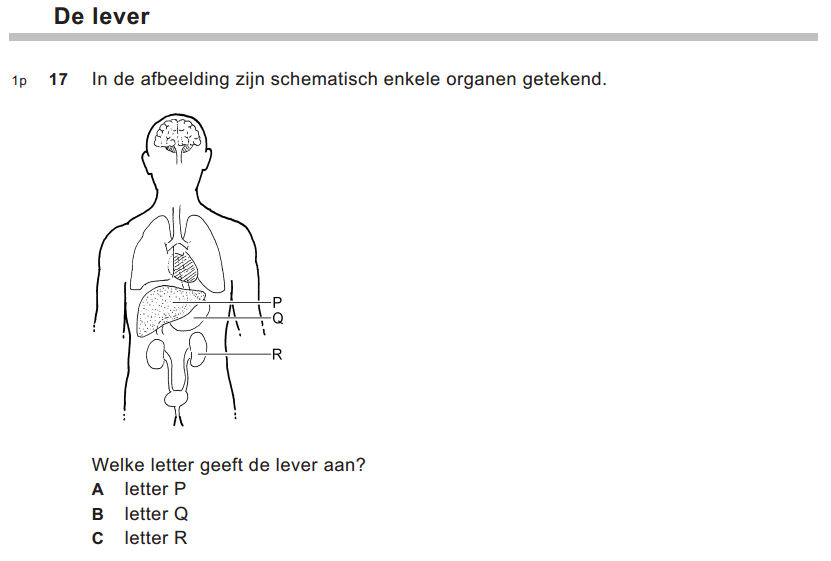 De lever
1p 17 In de afbeelding zijn schematisch enkele organen getekend.
P
Q
R
Welke letter geeft de lever aan?
A letter P
B letter Q
C letter R